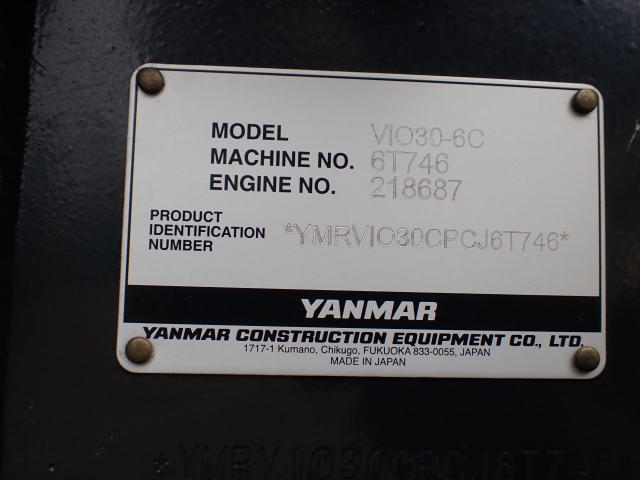 MODEL VIO30-6C
MACHINE NO. 6T746
ENGINE NO. 218687
PRODUCT
IDENTIFICATION
NUMBER
*YMRVIO30CPCJ6T746*
YANMAR
YANMAR CONSTRUCTION EQUIPMENT CO., LTD.
1717-1 Kumano, Chikugo, FUKUOKA 833-0055, JAPAN
MADE IN JAPAN
*YMRVIO30CPCJ6T746